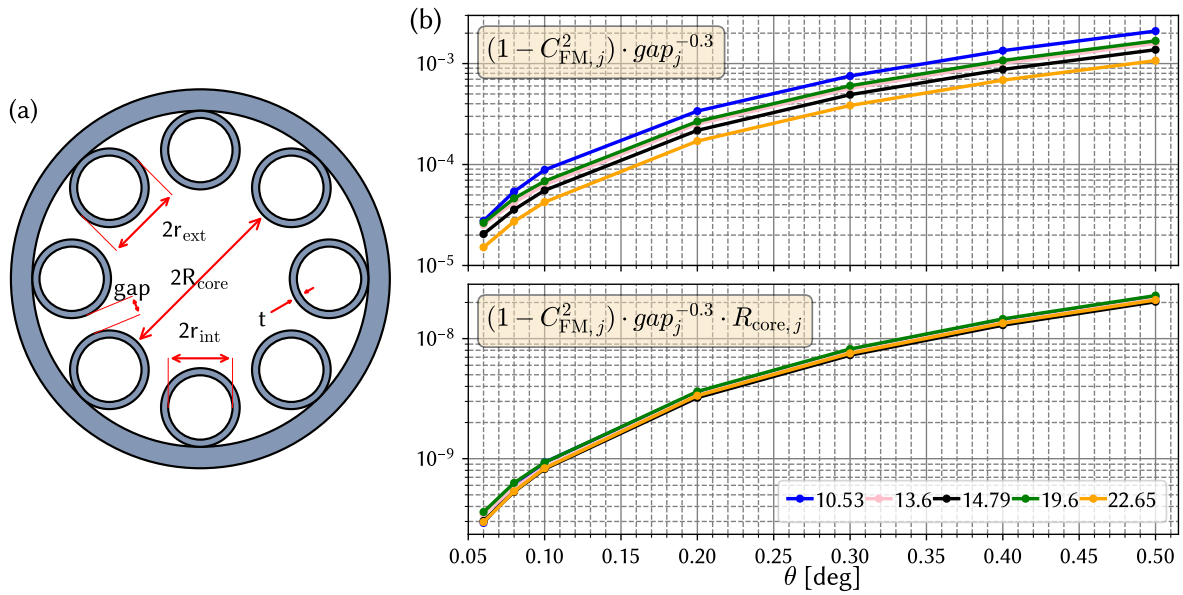 (a)
2r_ext
2R_core
gap
t
2r_int
(b)
(1 − C²_FM, j) · gap_j^−0.3
10^−3
10^−4
10^−5
(1 − C²_FM, j) · gap_j^−0.3 · R_core, j
10^−8
10^−9
10.53 13.6 14.79 19.6 22.65
0.05 0.10 0.15 0.20 0.25 0.30 0.35 0.40 0.45 0.50
θ [deg]